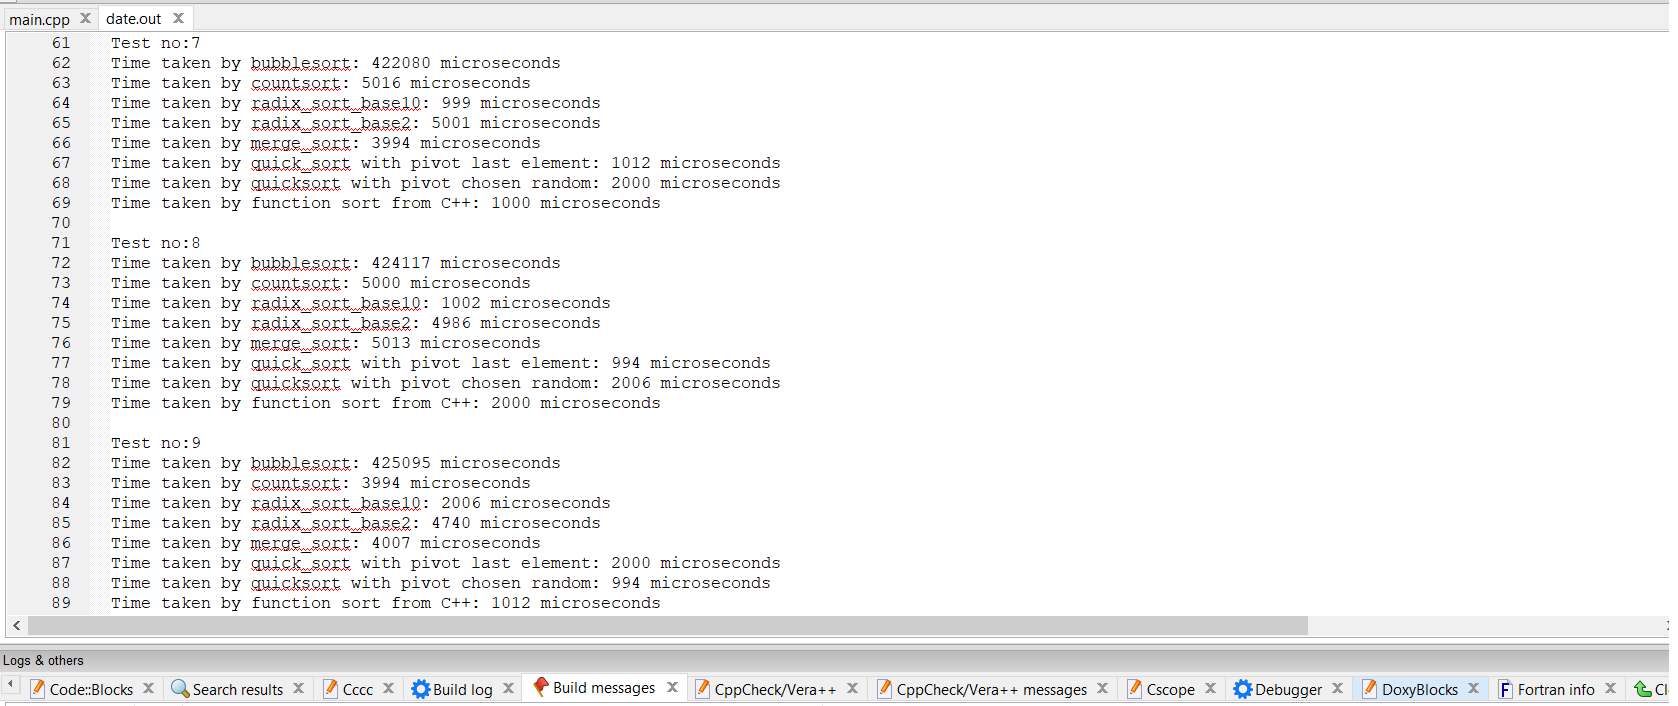 main.cpp date.out
61 Test no:7
62 Time taken by bubblesort: 422080 microseconds
63 Time taken by countsort: 5016 microseconds
64 Time taken by radix_sort_base10: 999 microseconds
65 Time taken by radix_sort_base2: 5001 microseconds
66 Time taken by merge_sort: 3994 microseconds
67 Time taken by quick_sort with pivot last element: 1012 microseconds
68 Time taken by quicksort with pivot chosen random: 2000 microseconds
69 Time taken by function sort from C++: 1000 microseconds
70
71 Test no:8
72 Time taken by bubblesort: 424117 microseconds
73 Time taken by countsort: 5000 microseconds
74 Time taken by radix_sort_base10: 1002 microseconds
75 Time taken by radix_sort_base2: 4986 microseconds
76 Time taken by merge_sort: 5013 microseconds
77 Time taken by quick_sort with pivot last element: 994 microseconds
78 Time taken by quicksort with pivot chosen random: 2006 microseconds
79 Time taken by function sort from C++: 2000 microseconds
80
81 Test no:9
82 Time taken by bubblesort: 425095 microseconds
83 Time taken by countsort: 3994 microseconds
84 Time taken by radix_sort_base10: 2006 microseconds
85 Time taken by radix_sort_base2: 4740 microseconds
86 Time taken by merge_sort: 4007 microseconds
87 Time taken by quick_sort with pivot last element: 2000 microseconds
88 Time taken by quicksort with pivot chosen random: 994 microseconds
89 Time taken by function sort from C++: 1012 microseconds
Logs & others
Code::Blocks Search results Cccc Build log Build messages CppCheck/Vera++ CppCheck/Vera++ messages Cscope Debugger DoxyBlocks Fortran info Cl